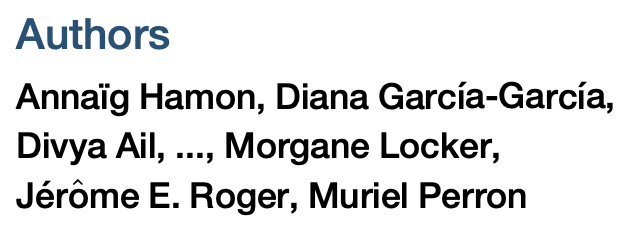 Authors
Annaïg Hamon, Diana García-García,
Divya Ail, ..., Morgane Locker,
Jérôme E. Roger, Muriel Perron